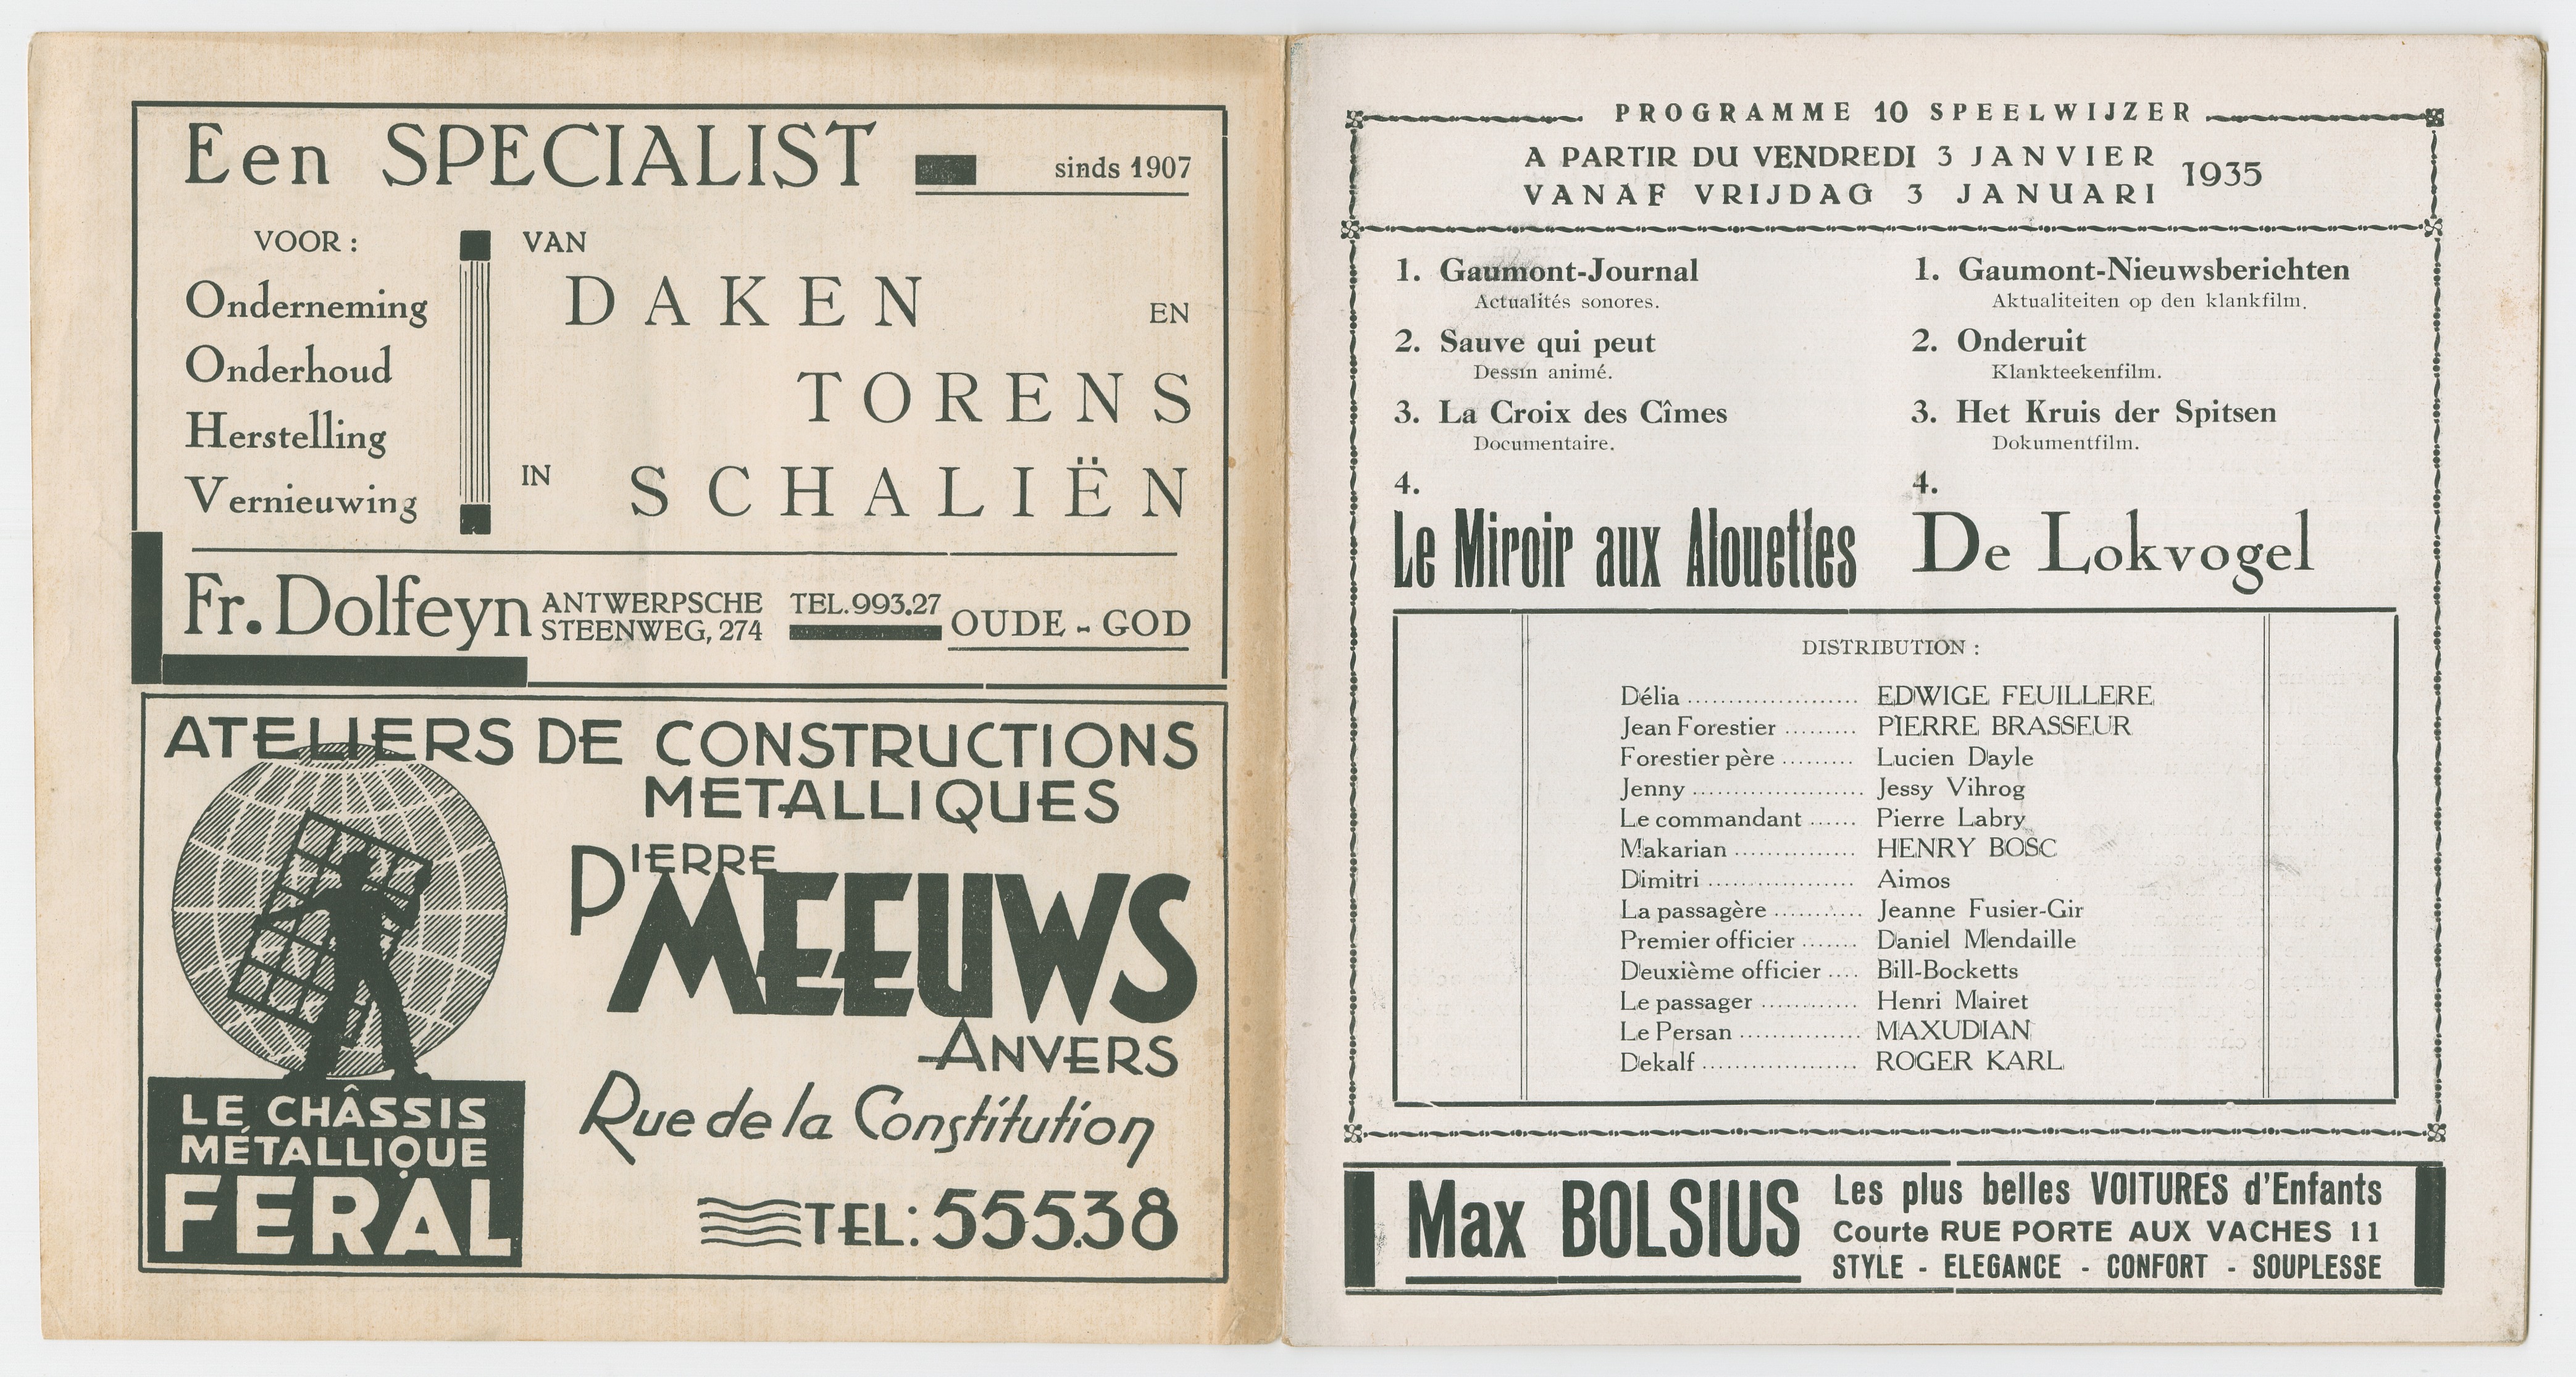 Een SPECIALIST sinds 1907
VOOR :
Onderneming
Onderhoud
Herstelling
Vernieuwing
VAN
DAKEN EN
TORENS
IN SCHALIËN
Fr. Dolfeyn ANTWERPSCHE STEENWEG, 274 TEL. 993.27 OUDE - GOD
ATELIERS DE CONSTRUCTIONS
METALLIQUES
PIERRE
MEEUWS
ANVERS
Rue de la Constitution
TEL: 555.38
LE CHÂSSIS
MÉTALLIQUE
FERAL
PROGRAMME 10 SPEELWIJZER
A PARTIR DU VENDREDI 3 JANVIER
VANAF VRIJDAG 3 JANUARI
1935
1. Gaumont-Journal
Actualités sonores.
2. Sauve qui peut
Dessin animé.
3. La Croix des Cîmes
Documentaire.
4.
Le Miroir aux Alouettes
1. Gaumont-Nieuwsberichten
Aktualiteiten op den klankfilm.
2. Onderuit
Klankteekenfilm.
3. Het Kruis der Spitsen
Dokumentfilm.
4.
De Lokvogel
DISTRIBUTION :
Délia ..................... EDWIGE FEUILLERE
Jean Forestier ......... PIERRE BRASSEUR
Forestier père ......... Lucien Dayle
Jenny ..................... Jessy Vihrog
Le commandant ...... Pierre Labry
Makarian ............... HENRY BOSC
Dimitri .................. Aimos
La passagère ........... Jeanne Fusier-Gir
Premier officier ....... Daniel Mendaille
Deuxième officier .... Bill-Bocketts
Le passager ............ Henri Mairet
Le Persan ............... MAXUDIAN
Dekalf ................... ROGER KARL
Max BOLSIUS
Les plus belles VOITURES d'Enfants
Courte RUE PORTE AUX VACHES 11
STYLE - ELEGANCE - CONFORT - SOUPLESSE